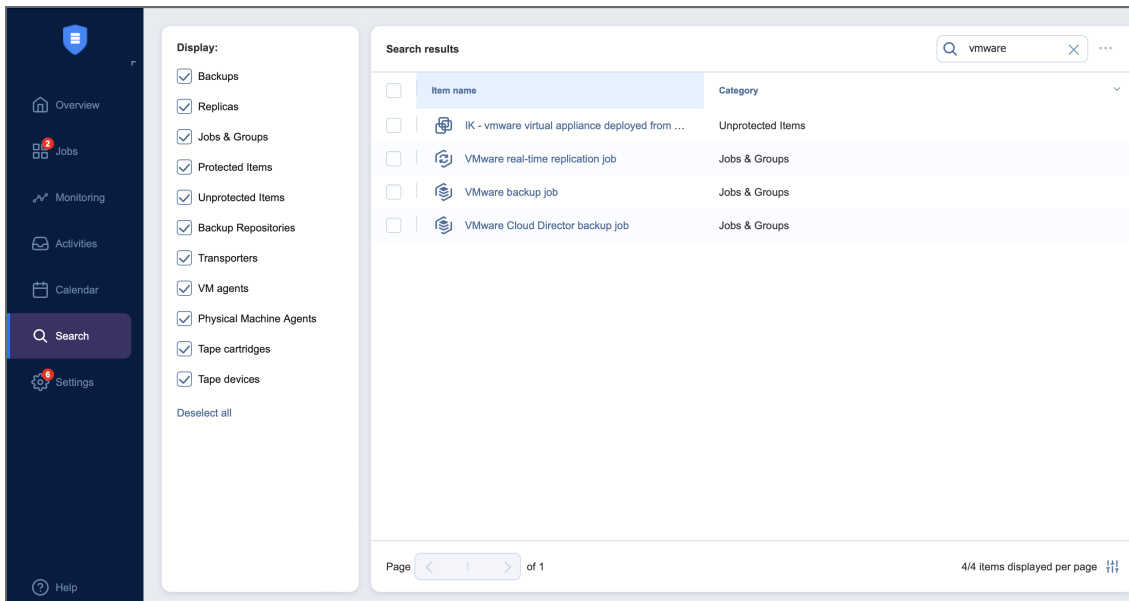 Overview
2
Jobs
Monitoring
Activities
Calendar
Search
6
Settings
Help
Display:
Backups
Replicas
Jobs & Groups
Protected Items
Unprotected Items
Backup Repositories
Transporters
VM agents
Physical Machine Agents
Tape cartridges
Tape devices
Deselect all
Search results
vmware
Item name Category
IK - vmware virtual appliance deployed from ... Unprotected Items
VMware real-time replication job Jobs & Groups
VMware backup job Jobs & Groups
VMware Cloud Director backup job Jobs & Groups
Page 1 of 1
4/4 items displayed per page